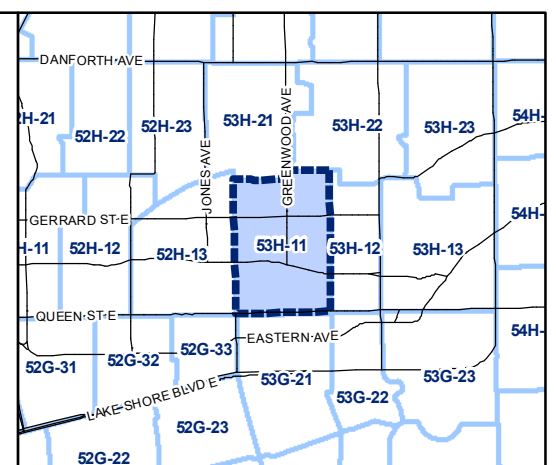 DANFORTH AVE
H-21
52H-22
52H-23
JONES AVE
53H-21
GREENWOOD AVE
53H-22
53H-23
54H-
GERRARD ST E
54H-
H-11
52H-12
52H-13
53H-11
53H-12
53H-13
QUEEN ST E
EASTERN AVE
54H-
52G-31
52G-32
52G-33
53G-21
53G-22
53G-23
LAKE SHORE BLVD E
52G-23
52G-22